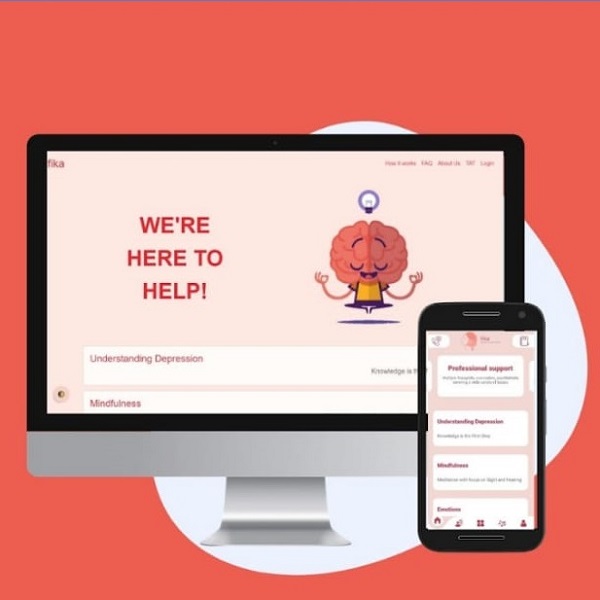 fika
How it works FAQ About Us TRT Login
WE'RE
HERE TO
HELP!
Understanding Depression
Knowledge is th
Mindfulness
fika
Professional support
Understanding Depression
Knowledge is the First Step
Mindfulness
Meditation with focus on Sight and Hearing
Emotions